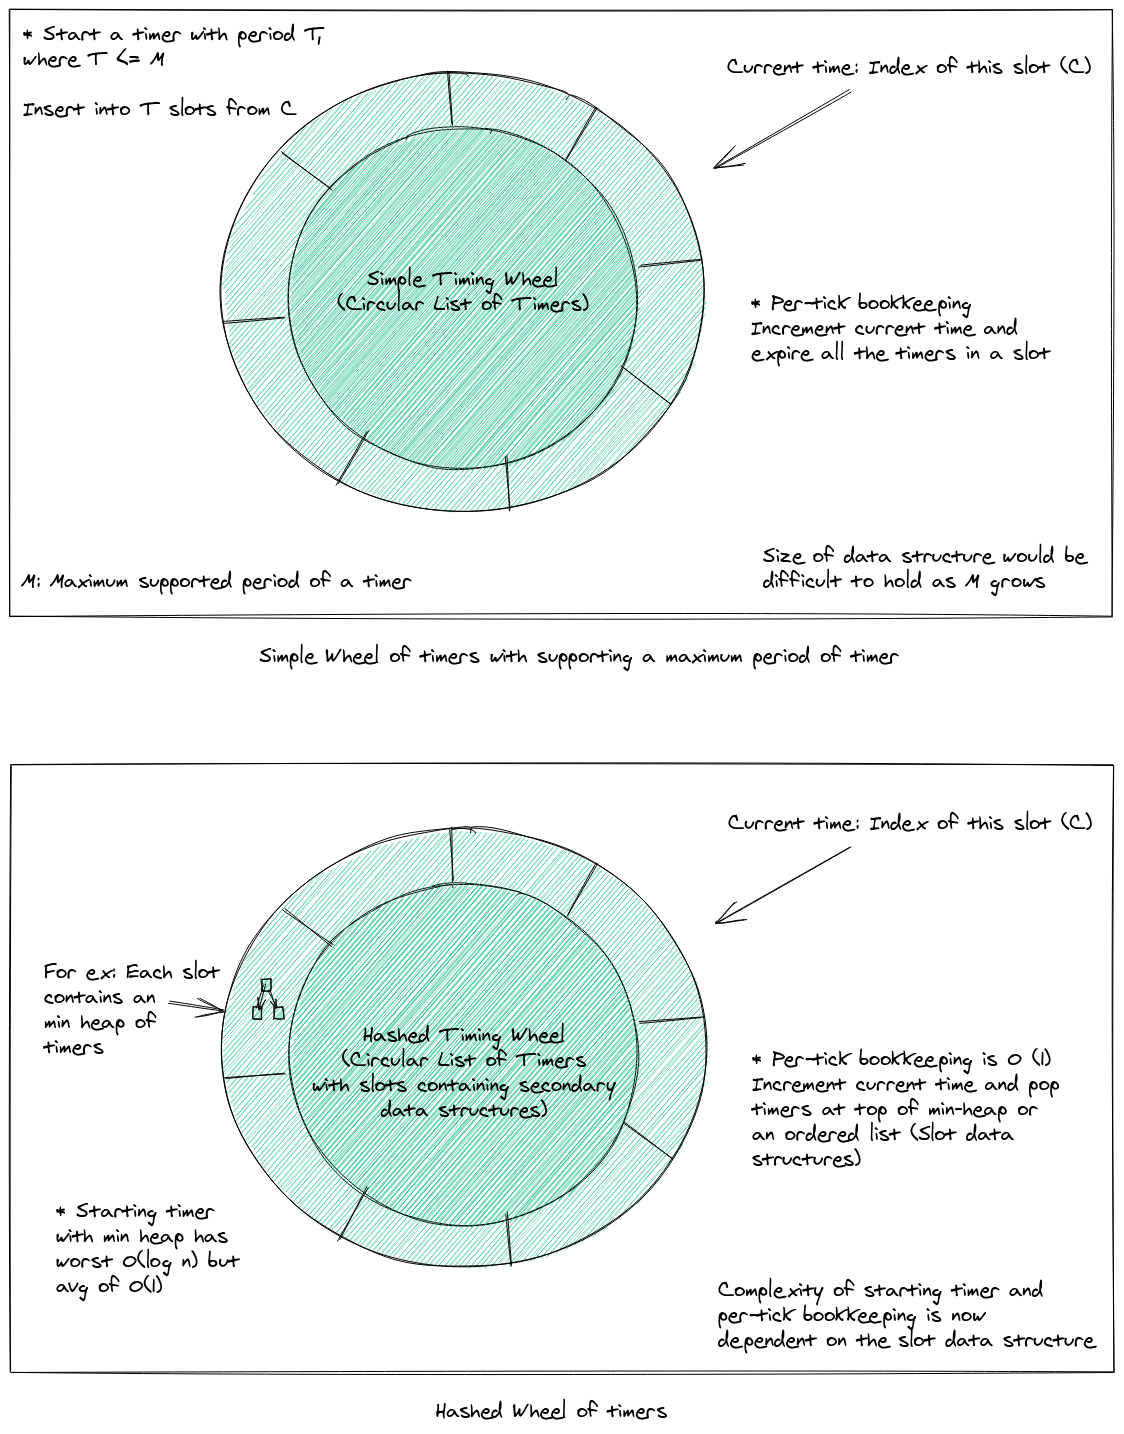 * Start a timer with period T,
where T <= M
Insert into T slots from C
Current time: Index of this slot (C)
Simple Timing Wheel
(Circular List of Timers)
* Per-tick bookkeeping
Increment current time and
expire all the timers in a slot
Size of data structure would be
difficult to hold as M grows
M: Maximum supported period of a timer
Simple Wheel of timers with supporting a maximum period of timer
Current time: Index of this slot (C)
For ex: Each slot
contains an
min heap of
timers
Hashed Timing Wheel
(Circular List of Timers
with slots containing secondary
data structures)
* Per-tick bookkeeping is O (1)
Increment current time and pop
timers at top of min-heap or
an ordered list (Slot data
structures)
* Starting timer
with min heap has
worst O(log n) but
avg of O(1)
Complexity of starting timer and
per-tick bookkeeping is now
dependent on the slot data structure
Hashed Wheel of timers